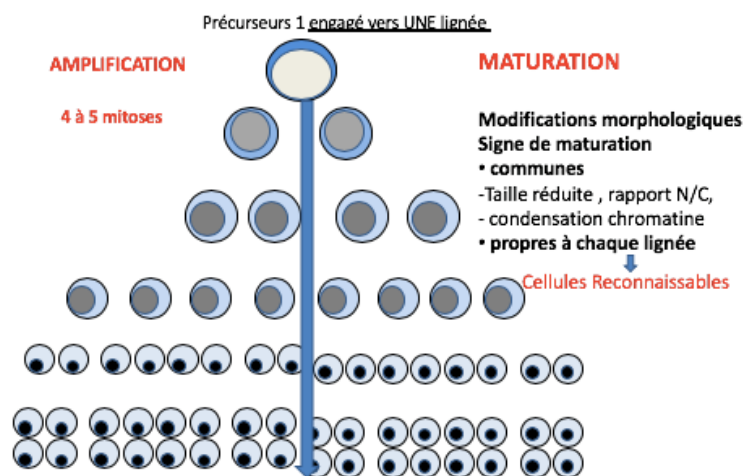 Précurseurs 1 engagé vers UNE lignée
AMPLIFICATION
4 à 5 mitoses
MATURATION
Modifications morphologiques
Signe de maturation
• communes
-Taille réduite , rapport N/C,
- condensation chromatine
• propres à chaque lignée
Cellules Reconnaissables